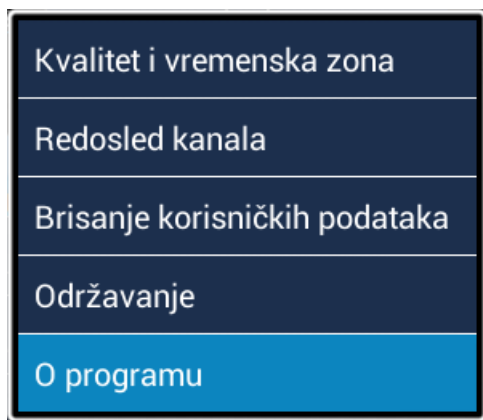 Kvalitet i vremenska zona
Redosled kanala
Brisanje korisničkih podataka
Održavanje
O programu